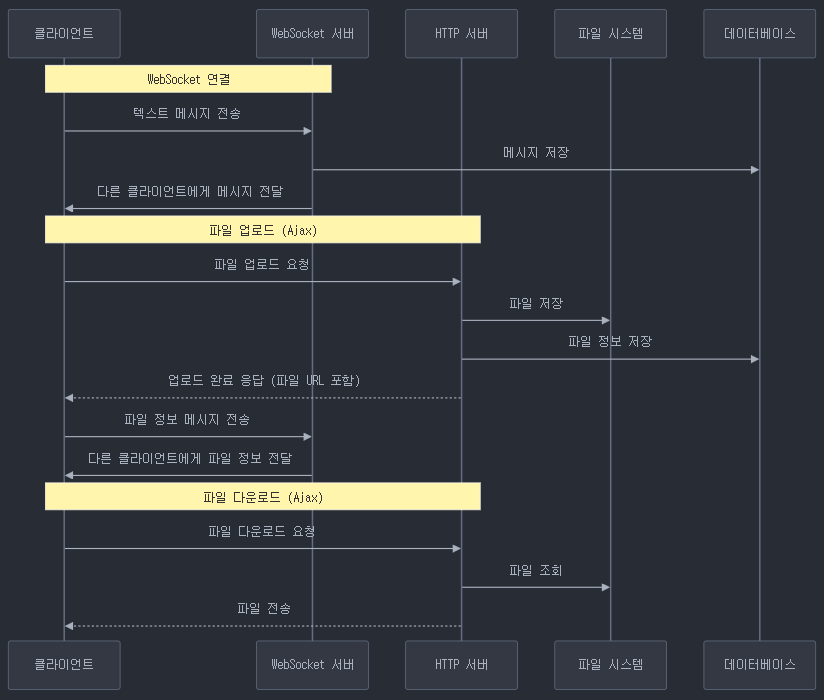 클라이언트
WebSocket 서버
HTTP 서버
파일 시스템
데이터베이스
WebSocket 연결
텍스트 메시지 전송
메시지 저장
다른 클라이언트에게 메시지 전달
파일 업로드 (Ajax)
파일 업로드 요청
파일 저장
파일 정보 저장
업로드 완료 응답 (파일 URL 포함)
파일 정보 메시지 전송
다른 클라이언트에게 파일 정보 전달
파일 다운로드 (Ajax)
파일 다운로드 요청
파일 조회
파일 전송
클라이언트
WebSocket 서버
HTTP 서버
파일 시스템
데이터베이스